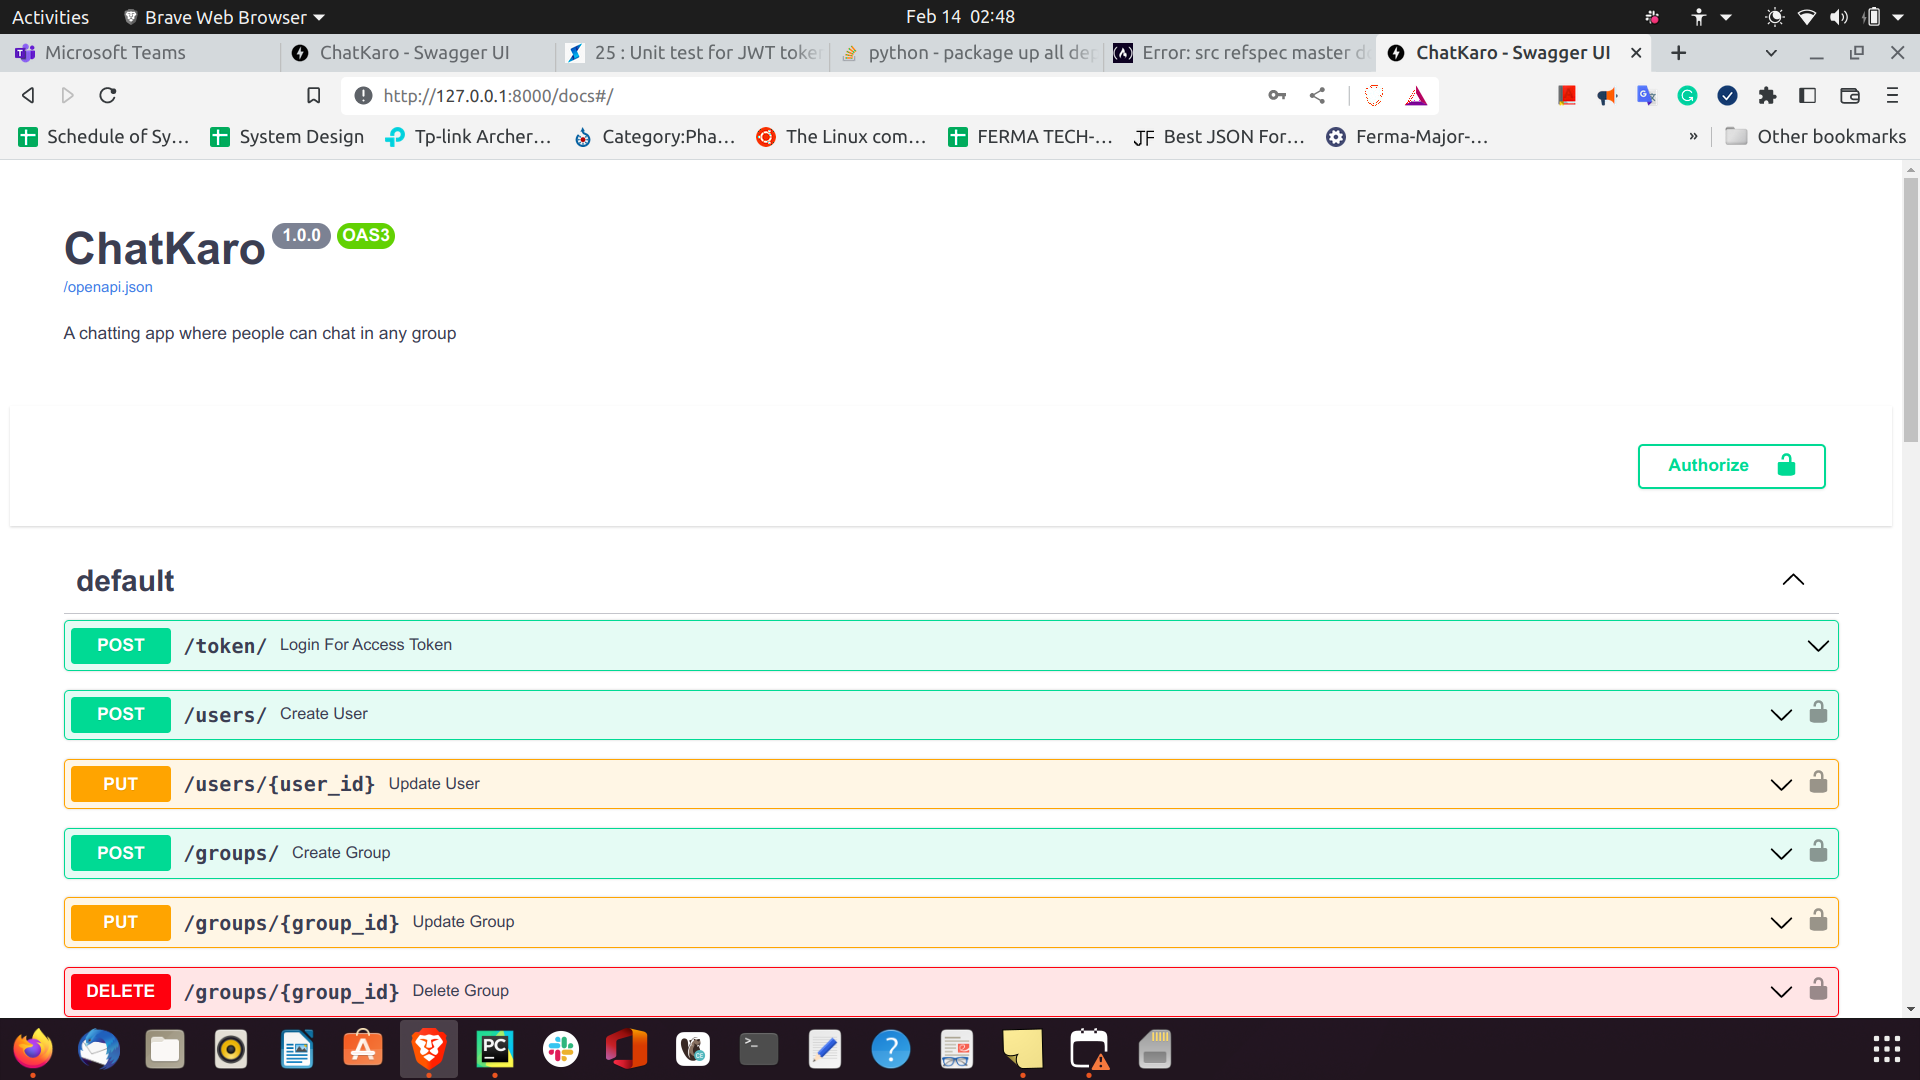 Activities
Brave Web Browser
Feb 14 02:48
Microsoft Teams
ChatKaro - Swagger UI
25 : Unit test for JWT token
python - package up all dep
Error: src refspec master do
ChatKaro - Swagger UI
http://127.0.0.1:8000/docs#/
Schedule of Sy...
System Design
Tp-link Archer...
Category:Pha...
The Linux com...
FERMA TECH-...
JF Best JSON For...
Ferma-Major-...
»
Other bookmarks
ChatKaro 1.0.0 OAS3
/openapi.json
A chatting app where people can chat in any group
Authorize
default
POST /token/ Login For Access Token
POST /users/ Create User
PUT /users/{user_id} Update User
POST /groups/ Create Group
PUT /groups/{group_id} Update Group
DELETE /groups/{group_id} Delete Group
PC